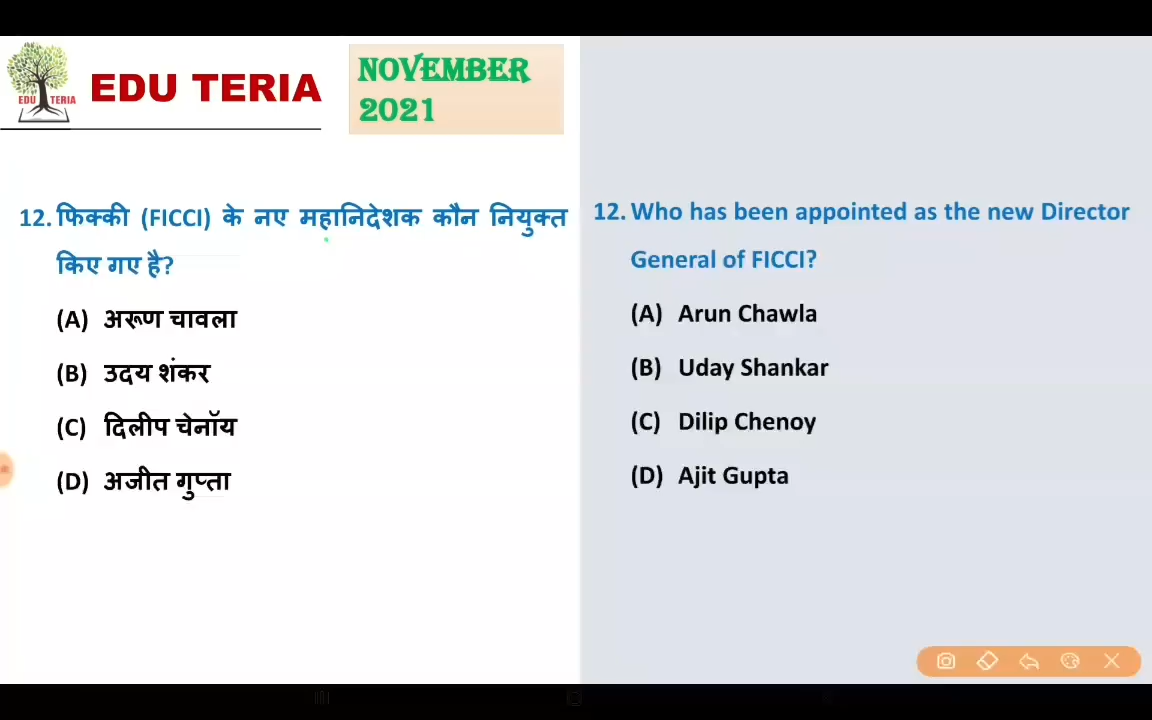 EDU TERIA
EDU TERIA
NOVEMBER
2021
12. फिक्की (FICCI) के नए महानिदेशक कौन नियुक्त
किए गए है?
(A) अरूण चावला
(B) उदय शंकर
(C) दिलीप चेनॉय
(D) अजीत गुप्ता
12. Who has been appointed as the new Director
General of FICCI?
(A) Arun Chawla
(B) Uday Shankar
(C) Dilip Chenoy
(D) Ajit Gupta